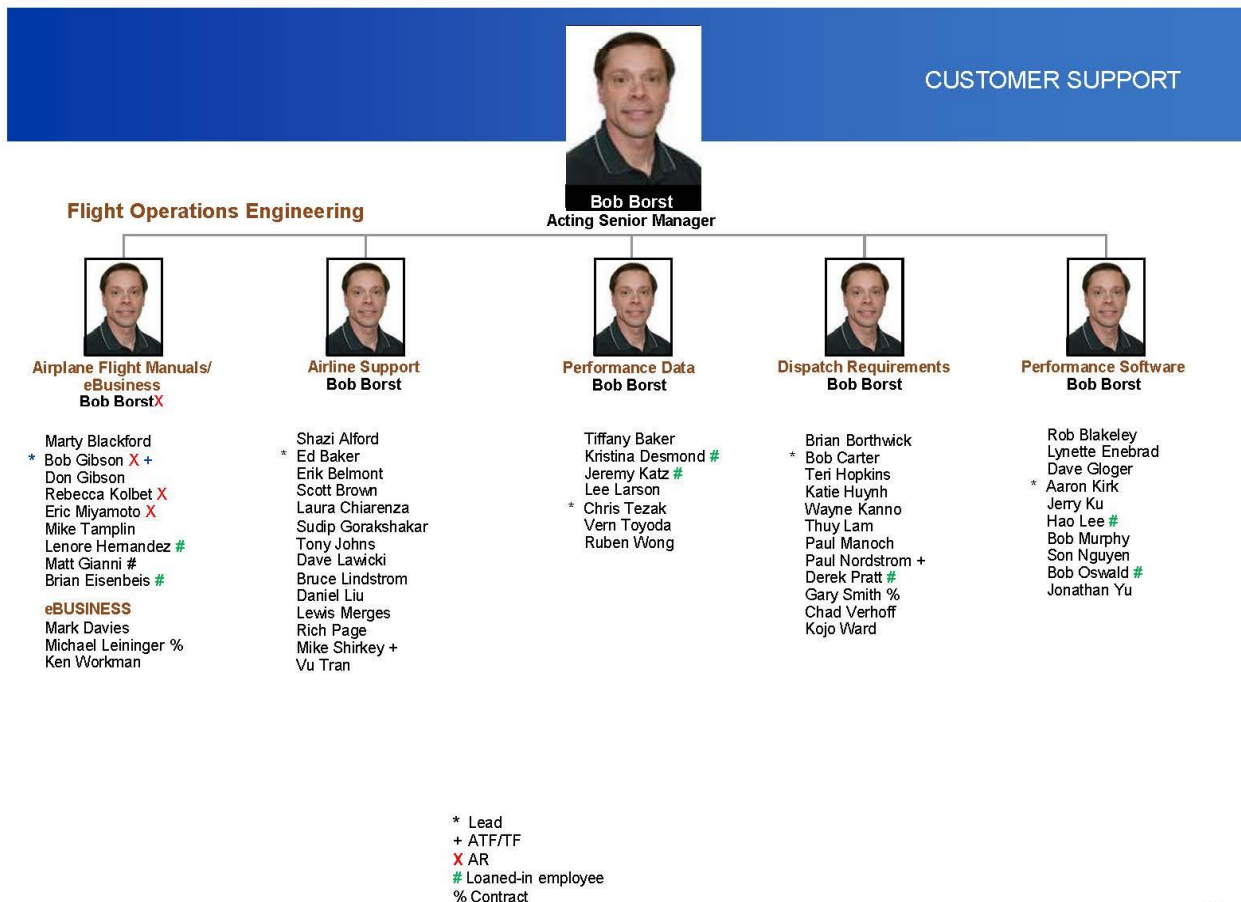 CUSTOMER SUPPORT
Bob Borst
Acting Senior Manager
Flight Operations Engineering
Airplane Flight Manuals/
eBusiness
Bob BorstX
Marty Blackford
* Bob Gibson X +
Don Gibson
Rebecca Kolbet X
Eric Miyamoto X
Mike Tamplin
Lenore Hernandez #
Matt Gianni #
Brian Eisenbeis #
eBUSINESS
Mark Davies
Michael Leininger %
Ken Workman
Airline Support
Bob Borst
Shazi Alford
* Ed Baker
Erik Belmont
Scott Brown
Laura Chiarenza
Sudip Gorakshakar
Tony Johns
Dave Lawicki
Bruce Lindstrom
Daniel Liu
Lewis Merges
Rich Page
Mike Shirkey +
Vu Tran
Performance Data
Bob Borst
Tiffany Baker
Kristina Desmond #
Jeremy Katz #
Lee Larson
* Chris Tezak
Vern Toyoda
Ruben Wong
Dispatch Requirements
Bob Borst
Brian Borthwick
* Bob Carter
Teri Hopkins
Katie Huynh
Wayne Kanno
Thuy Lam
Paul Manoch
Paul Nordstrom +
Derek Pratt #
Gary Smith %
Chad Verhoff
Kojo Ward
Performance Software
Bob Borst
Rob Blakeley
Lynette Enebrad
Dave Gloger
* Aaron Kirk
Jerry Ku
Hao Lee #
Bob Murphy
Son Nguyen
Bob Oswald #
Jonathan Yu
* Lead
+ ATF/TF
X AR
# Loaned-in employee
% Contract